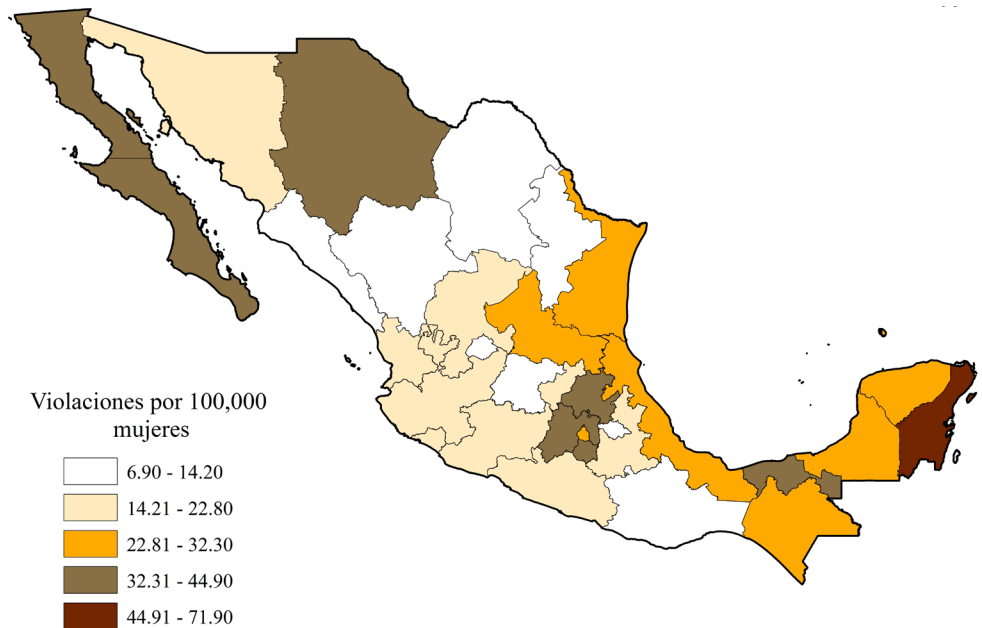 Violaciones por 100,000
mujeres
6.90 - 14.20
14.21 - 22.80
22.81 - 32.30
32.31 - 44.90
44.91 - 71.90